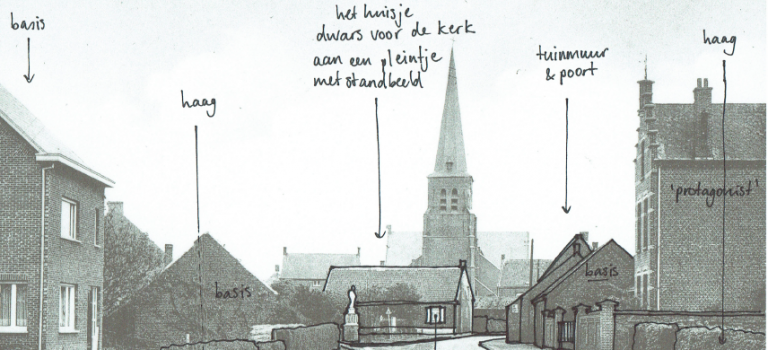 basis
haag
het huisje
dwars voor de kerk
aan een pleintje
met standbeeld
tuinmuur
& poort
haag
'protagonist'
basis
basis